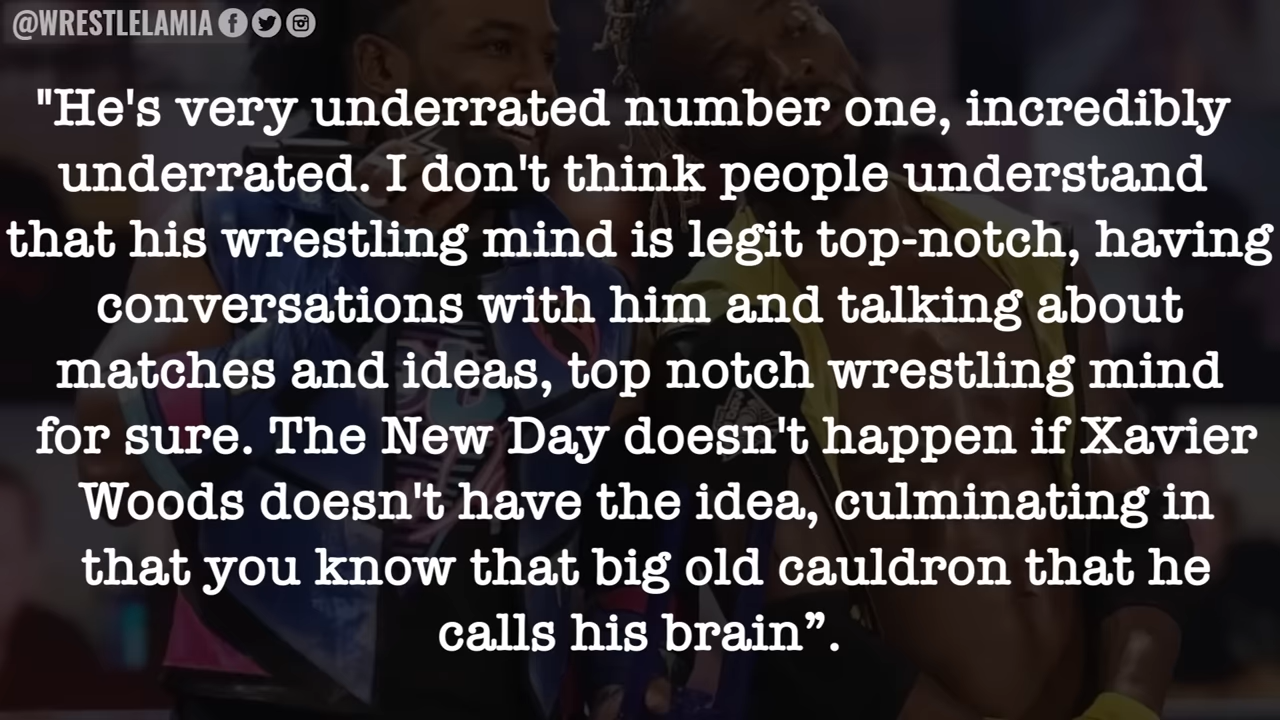 @WRESTLELAMIA
"He's very underrated number one, incredibly
underrated. I don't think people understand
that his wrestling mind is legit top-notch, having
conversations with him and talking about
matches and ideas, top notch wrestling mind
for sure. The New Day doesn't happen if Xavier
Woods doesn't have the idea, culminating in
that you know that big old cauldron that he
calls his brain”.